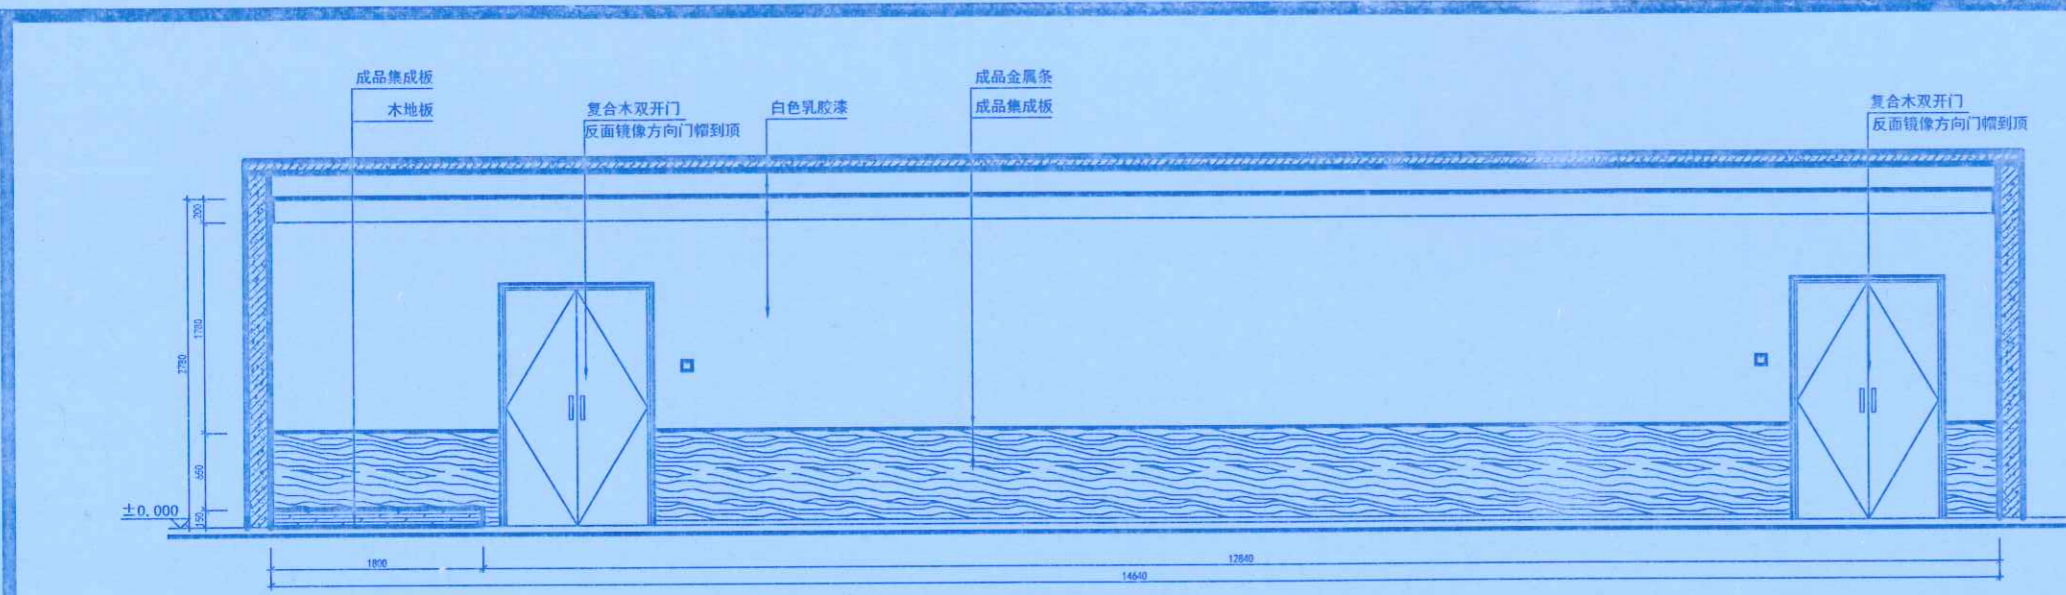 成品集成板
木地板
复合木双开门
反面镜像方向门帽到顶
白色乳胶漆
成品金属条
成品集成板
复合木双开门
反面镜像方向门帽到顶
200
1780
2780
660
150
±0.000
1800
12840
14640